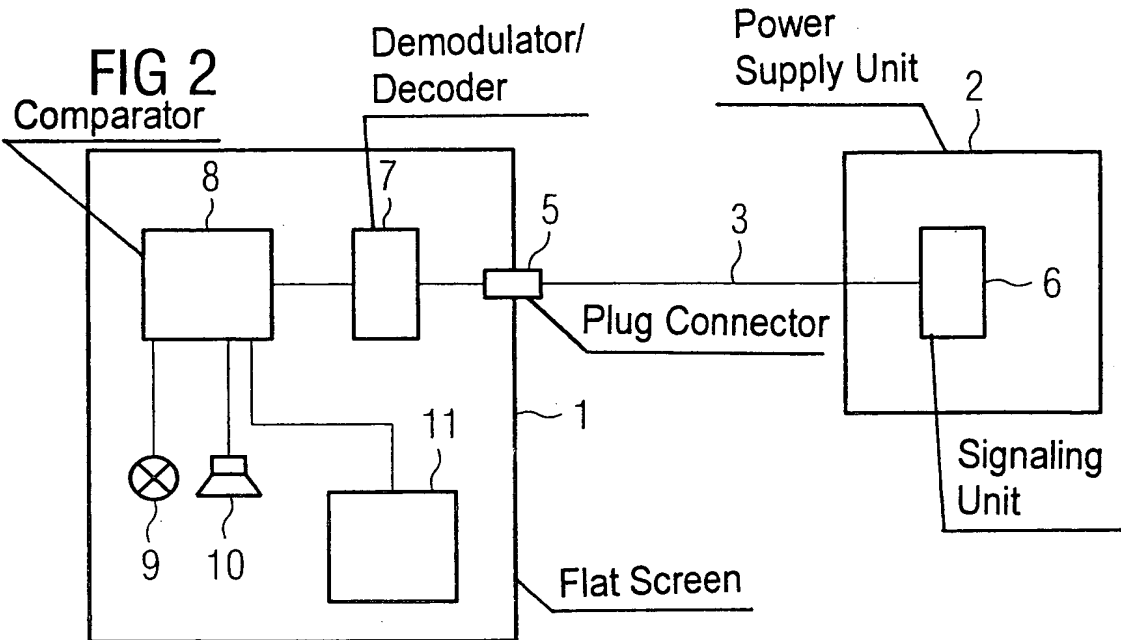 Power
Supply Unit
Demodulator/
Decoder
FIG 2
Comparator
2
8
7
5
3
6
Plug Connector
1
11
Signaling
Unit
9
10
Flat Screen